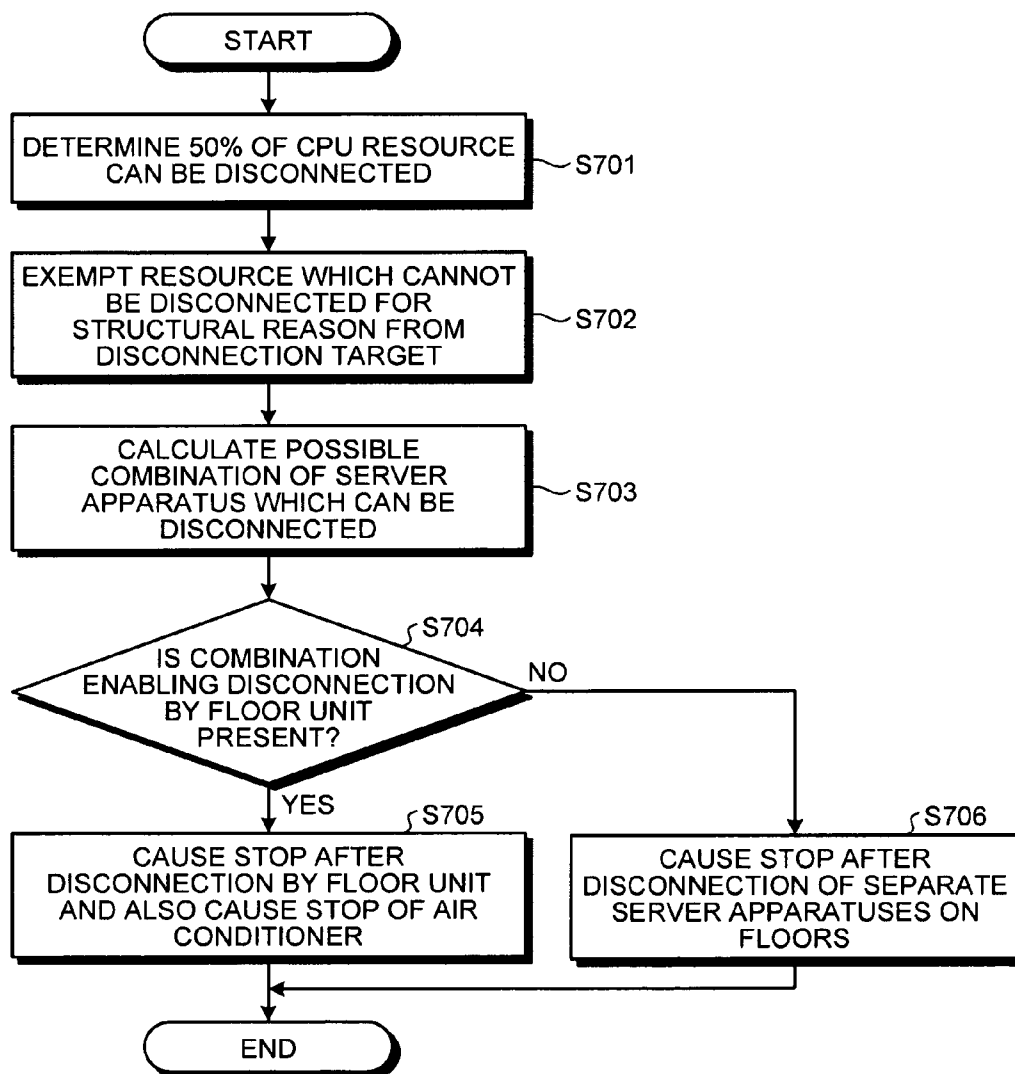 START
DETERMINE 50% OF CPU RESOURCE
CAN BE DISCONNECTED
S701
EXEMPT RESOURCE WHICH CANNOT
BE DISCONNECTED FOR
STRUCTURAL REASON FROM
DISCONNECTION TARGET
S702
CALCULATE POSSIBLE
COMBINATION OF SERVER
APPARATUS WHICH CAN BE
DISCONNECTED
S703
S704
IS COMBINATION
ENABLING DISCONNECTION
BY FLOOR UNIT
PRESENT?
NO
YES
S705
CAUSE STOP AFTER
DISCONNECTION BY FLOOR UNIT
AND ALSO CAUSE STOP OF AIR
CONDITIONER
S706
CAUSE STOP AFTER
DISCONNECTION OF SEPARATE
SERVER APPARATUSES ON
FLOORS
END